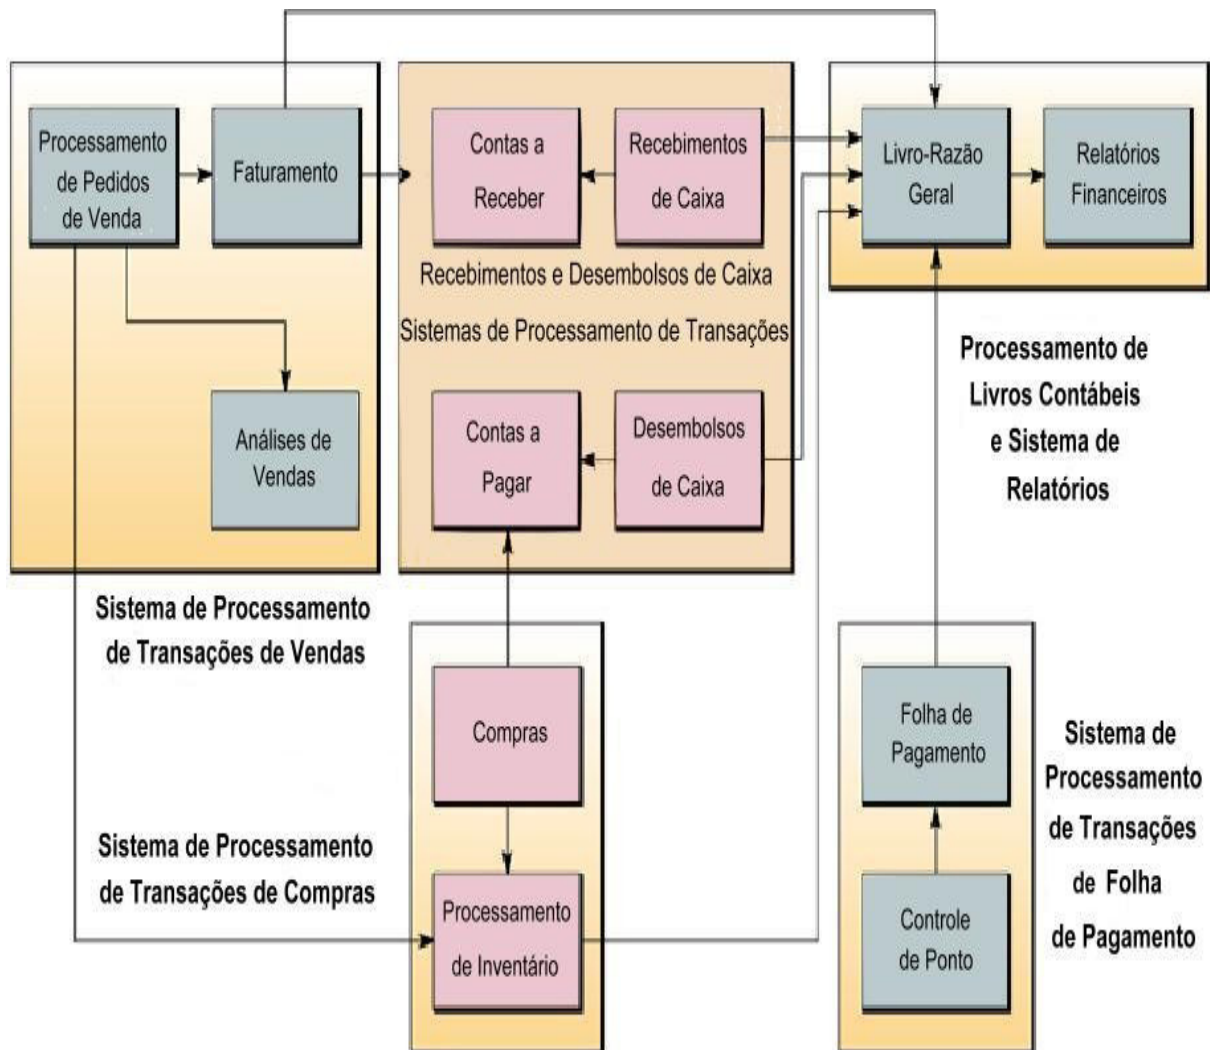 Processamento
de Pedidos
de Venda
Faturamento
Análises de
Vendas
Sistema de Processamento
de Transações de Vendas
Contas a
Receber
Recebimentos
de Caixa
Recebimentos e Desembolsos de Caixa
Sistemas de Processamento de Transações
Contas a
Pagar
Desembolsos
de Caixa
Livro-Razão
Geral
Relatórios
Financeiros
Processamento de
Livros Contábeis
e Sistema de
Relatórios
Compras
Processamento
de Inventário
Sistema de Processamento
de Transações de Compras
Folha de
Pagamento
Controle
de Ponto
Sistema de
Processamento
de Transações
de Folha
de Pagamento